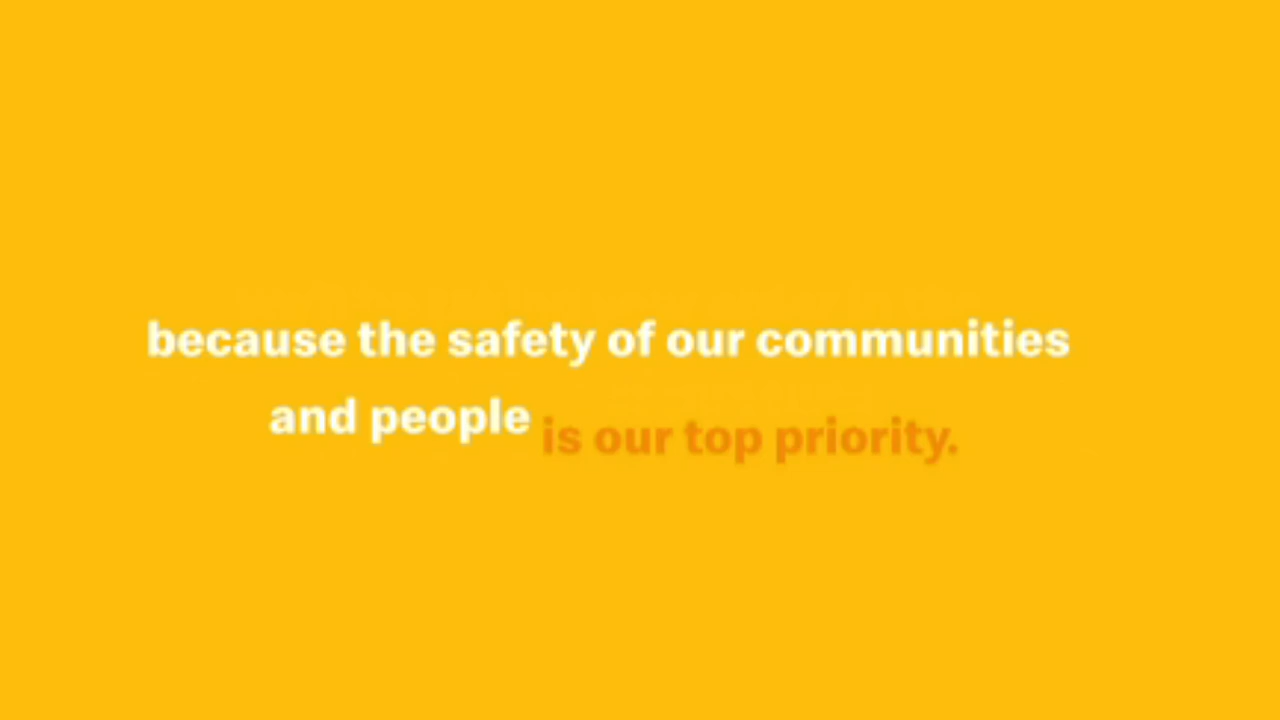 because the safety of our communities
and people is our top priority.